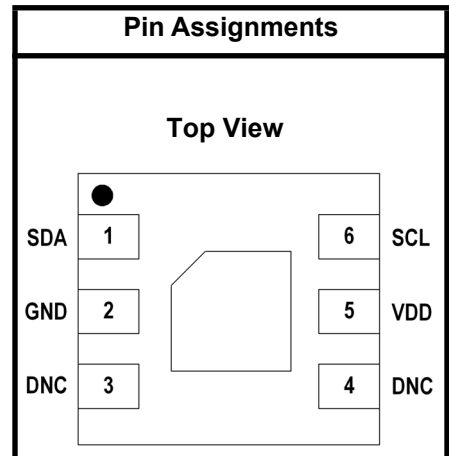 Pin Assignments
Top View
SDA 1 6 SCL
GND 2 5 VDD
DNC 3 4 DNC